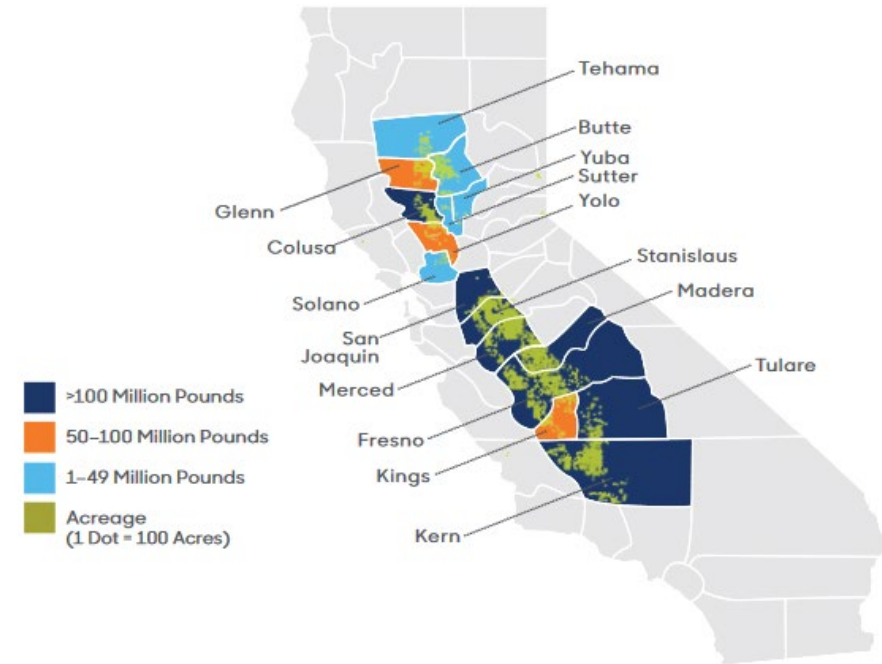 Tehama
Butte
Yuba
Sutter
Yolo
Glenn
Colusa
Stanislaus
Madera
Solano
San
Joaquin
Merced
Tulare
Fresno
Kings
Kern
>100 Million Pounds
50–100 Million Pounds
1–49 Million Pounds
Acreage
(1 Dot = 100 Acres)